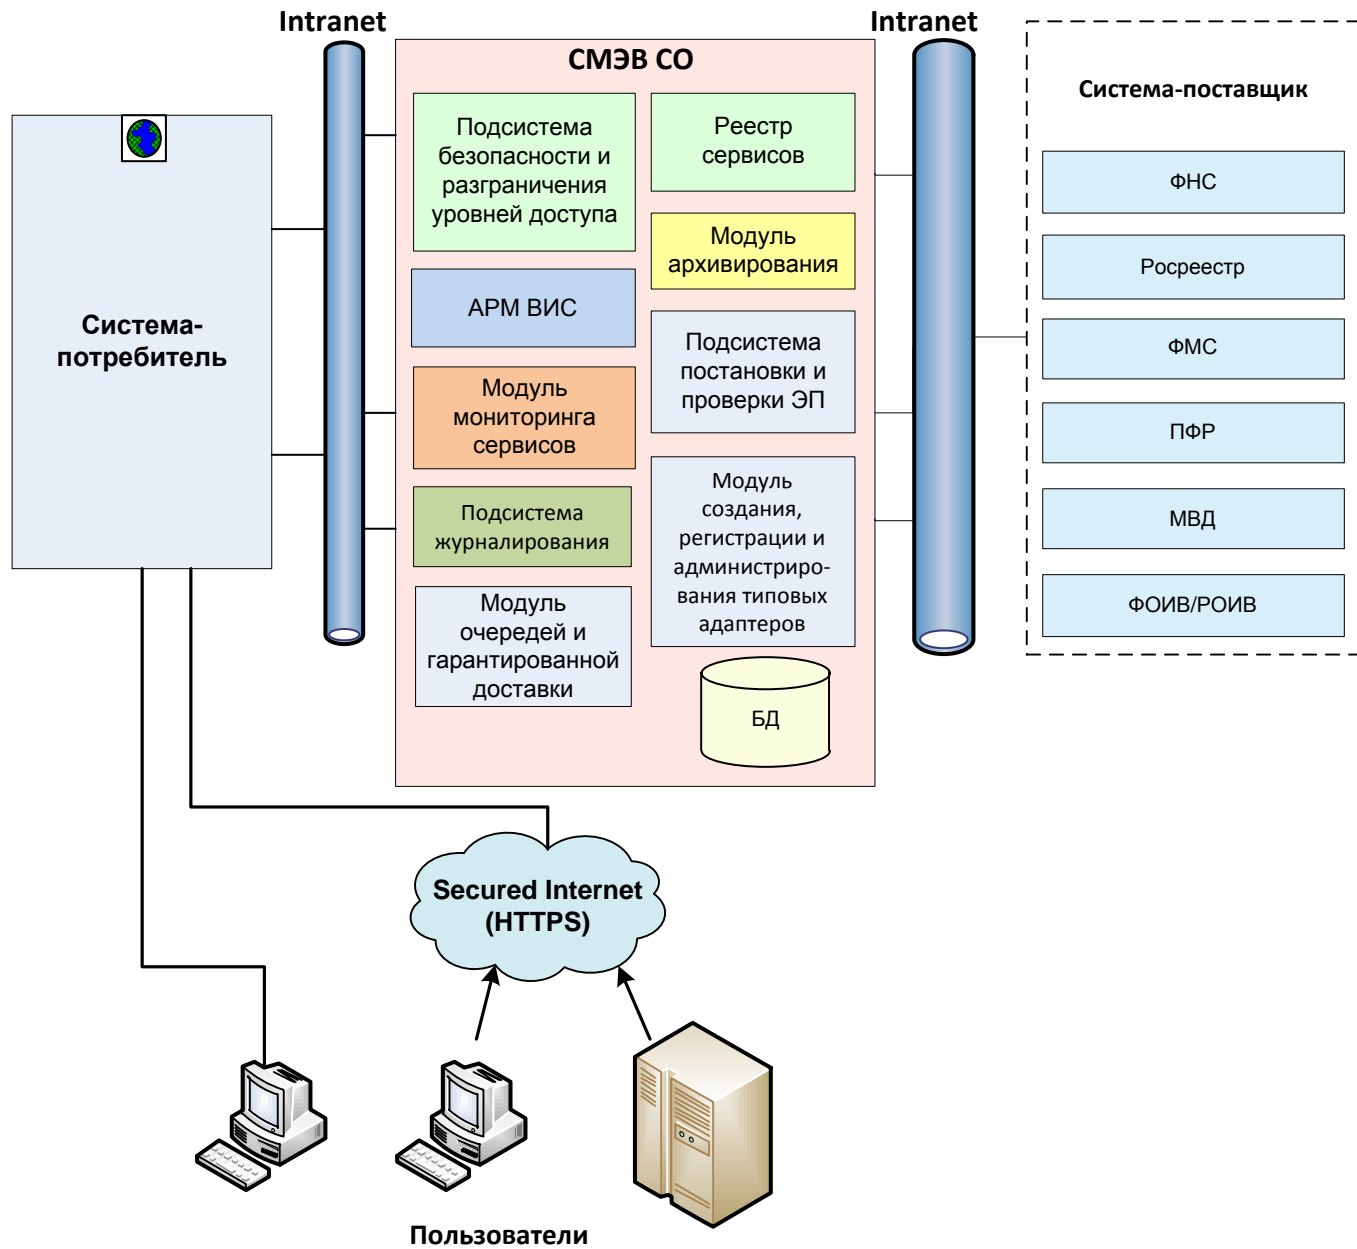 Intranet
Intranet
СМЭВ СО
Система-поставщик
Система-
потребитель
Подсистема
безопасности и
разграничения
уровней доступа
АРМ ВИС
Модуль
мониторинга
сервисов
Подсистема
журналирования
Модуль
очередей и
гарантированной
доставки
Реестр
сервисов
Модуль
архивирования
Подсистема
постановки и
проверки ЭП
Модуль
создания,
регистрации и
администриро-
вания типовых
адаптеров
БД
ФНС
Росреестр
ФМС
ПФР
МВД
ФОИВ/РОИВ
Secured Internet
(HTTPS)
Пользователи